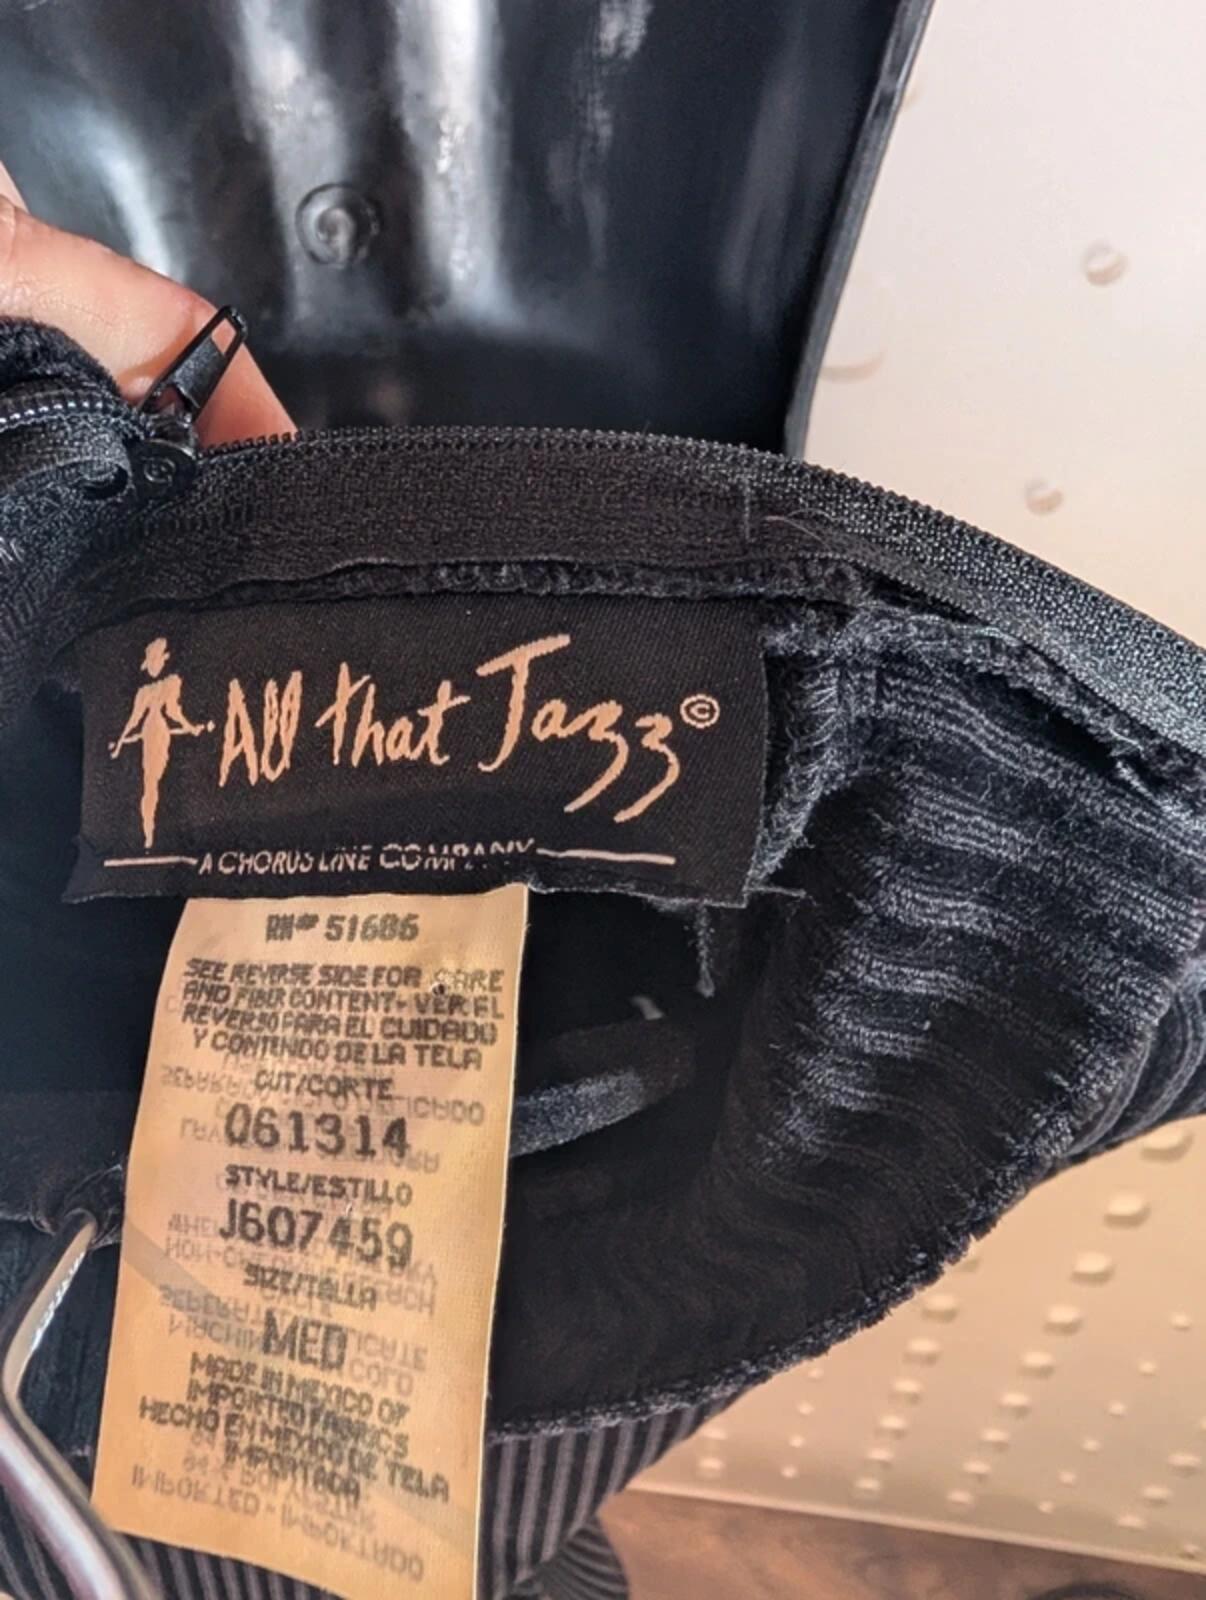 All that Jazz©
A CHORUS LINE COMPANY
RN# 51686
SEE REVERSE SIDE FOR CARE
AND FIBER CONTENT- VER EL
REVERSO PARA EL CUIDADO
Y CONTENDO DE LA TELA
CUT/CORTE
Q61314
STYLE/ESTILLO
J607459
SIZE/TALLA
MED
MADE IN MEXICO OF
IMPORTED FABRICS
HECHO EN MEXICO DE TELA
IMPORTADA